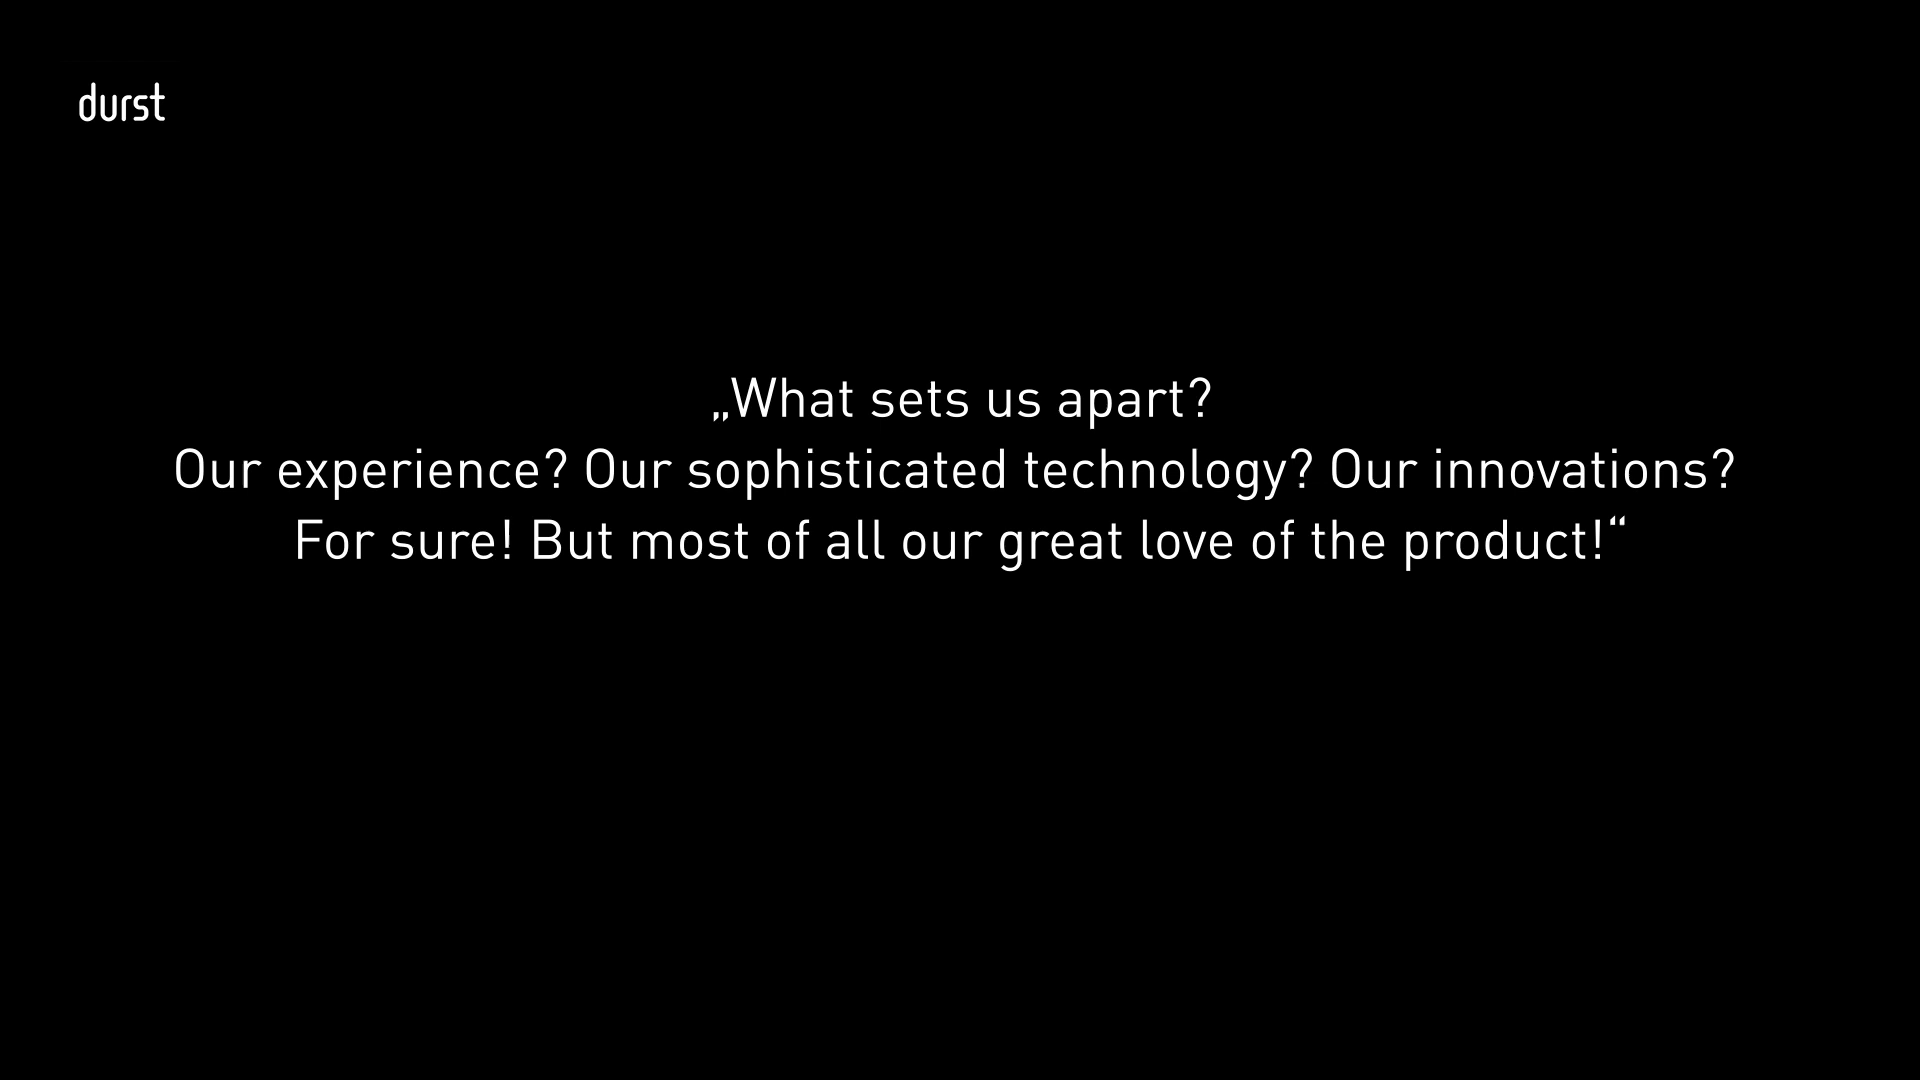 durst
„What sets us apart?
Our experience? Our sophisticated technology? Our innovations?
For sure! But most of all our great love of the product!“